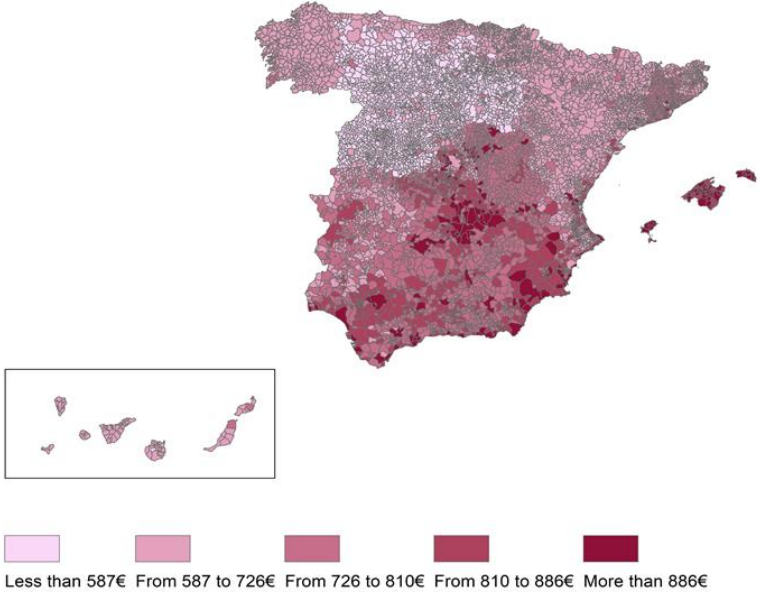 Less than 587€ From 587 to 726€ From 726 to 810€ From 810 to 886€ More than 886€